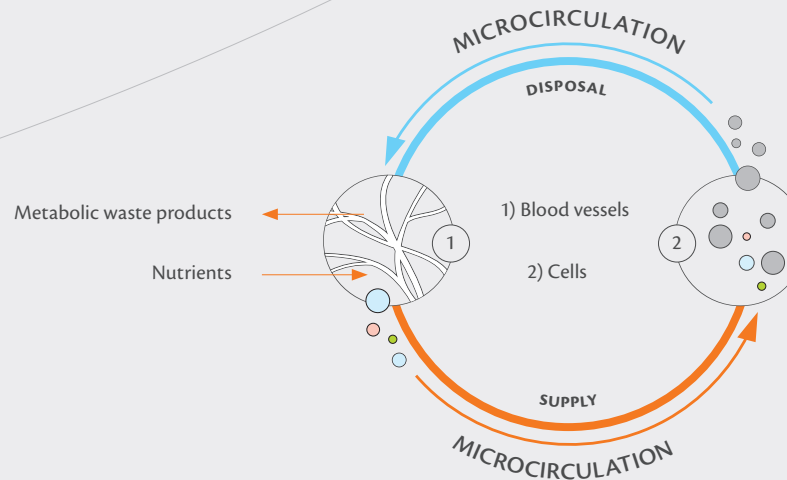 MICROCIRCULATION
DISPOSAL
Metabolic waste products
1) Blood vessels
1
2
Nutrients
2) Cells
SUPPLY
MICROCIRCULATION